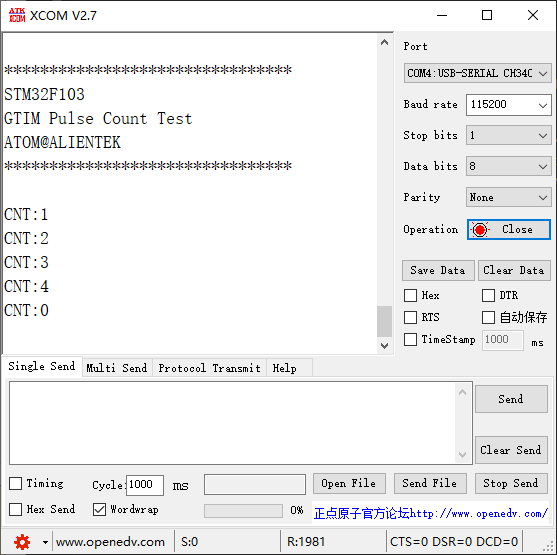 ATK XCOM XCOM V2.7
********************************
STM32F103
GTIM Pulse Count Test
ATOM@ALIENTEK
********************************
CNT:1
CNT:2
CNT:3
CNT:4
CNT:0
Port
COM4:USB-SERIAL CH34C
Baud rate 115200
Stop bits 1
Data bits 8
Parity None
Operation Close
Save Data Clear Data
Hex DTR
RTS 自动保存
TimeStamp 1000 ms
Single Send Multi Send Protocol Transmit Help
Send
Clear Send
Timing Cycle: 1000 ms Open File Send File Stop Send
Hex Send Wordwrap 0% 正点原子官方论坛http://www.openedv.com/
www.openedv.com S:0 R:1981 CTS=0 DSR=0 DCD=0